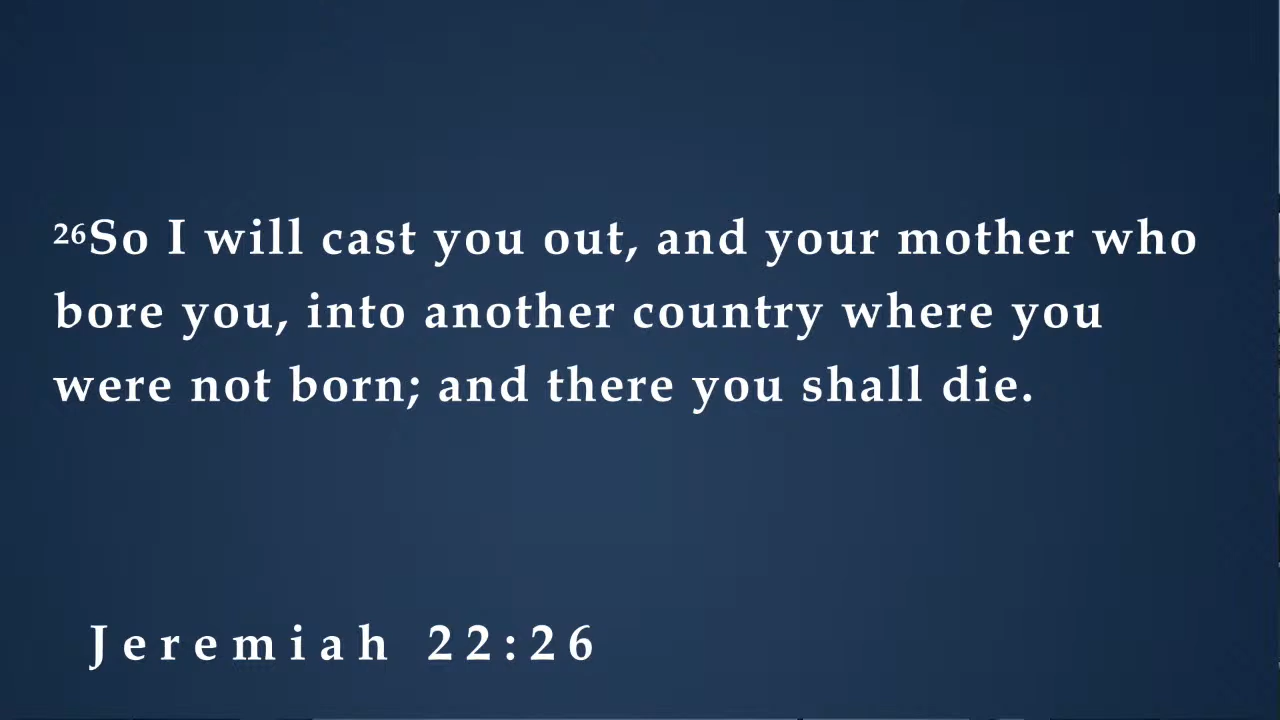 ²⁶So I will cast you out, and your mother who
bore you, into another country where you
were not born; and there you shall die.
Jeremiah 22:26